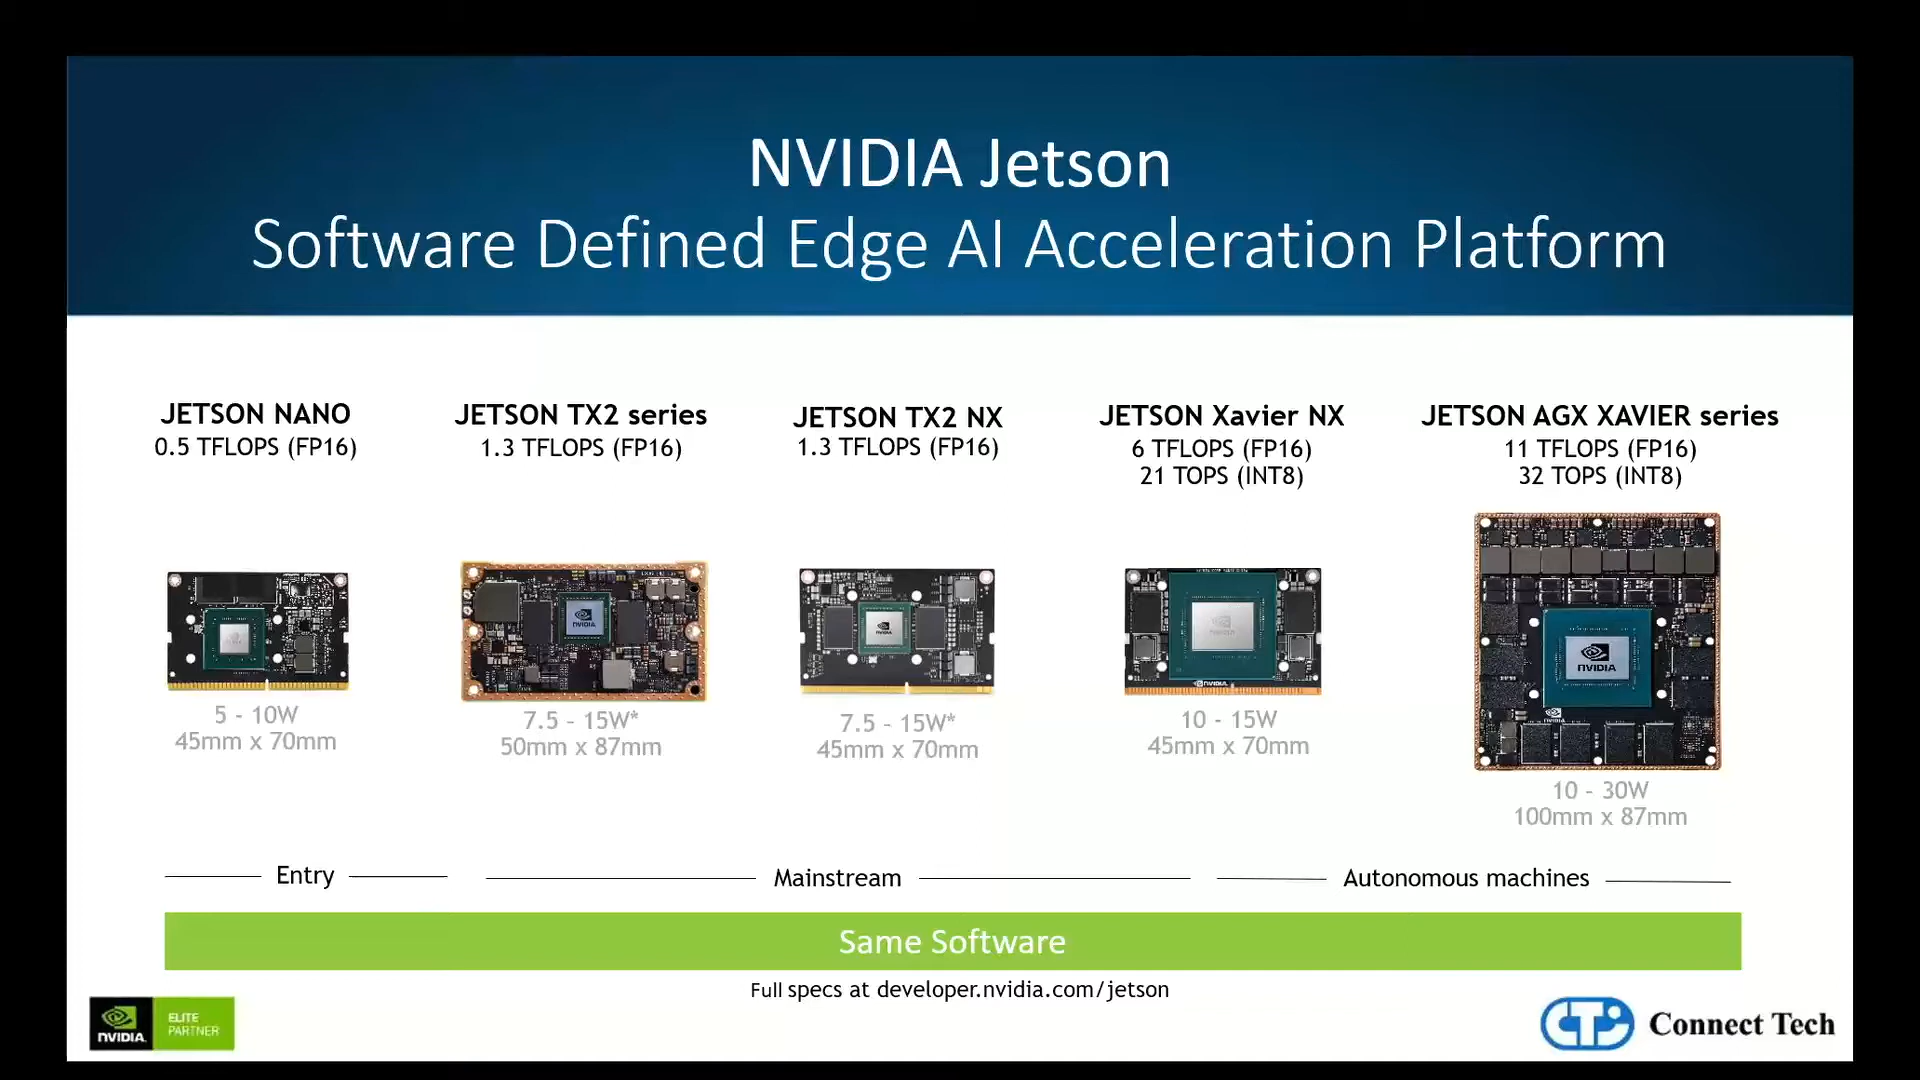 NVIDIA Jetson
Software Defined Edge AI Acceleration Platform
JETSON NANO
0.5 TFLOPS (FP16)
JETSON TX2 series
1.3 TFLOPS (FP16)
JETSON TX2 NX
1.3 TFLOPS (FP16)
JETSON Xavier NX
6 TFLOPS (FP16)
21 TOPS (INT8)
JETSON AGX XAVIER series
11 TFLOPS (FP16)
32 TOPS (INT8)
NVIDIA
NVIDIA
NVIDIA
NVIDIA
5 - 10W
45mm x 70mm
7.5 - 15W*
50mm x 87mm
7.5 - 15W*
45mm x 70mm
10 - 15W
45mm x 70mm
10 - 30W
100mm x 87mm
Entry
Mainstream
Autonomous machines
Same Software
Full specs at developer.nvidia.com/jetson
NVIDIA.
ELITE
PARTNER
Connect Tech